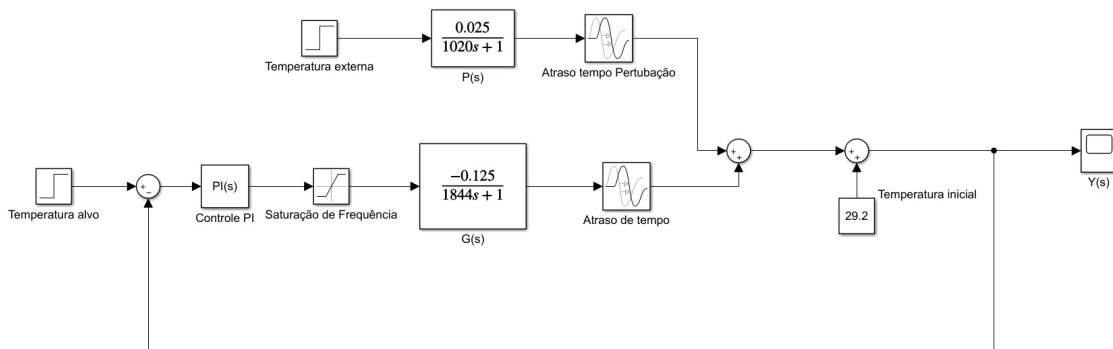 0.025
1020s + 1
P(s)
Temperatura externa
Atraso tempo Pertubação
+
+
+
+
+
−
PI(s)
Controle PI
Temperatura alvo
Saturação de Frequência
−0.125
1844s + 1
G(s)
Atraso de tempo
Temperatura inicial
29.2
Y(s)